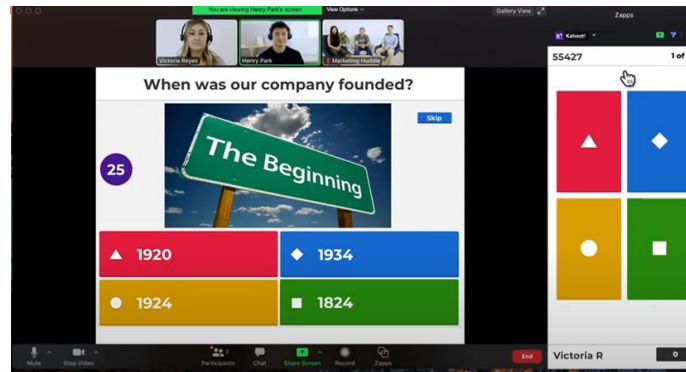 You are viewing Henry Park's screen
View Options
Gallery View
Zapps
Victoria Reyes
Henry Park
Marketing Huddle
Kahoot!
55427
1 of
When was our company founded?
Skip
25
The Beginning
1920
1934
1924
1824
Mute
Stop Video
Participants
3
Chat
Share Screen
Record
Zapps
End
Victoria R
0